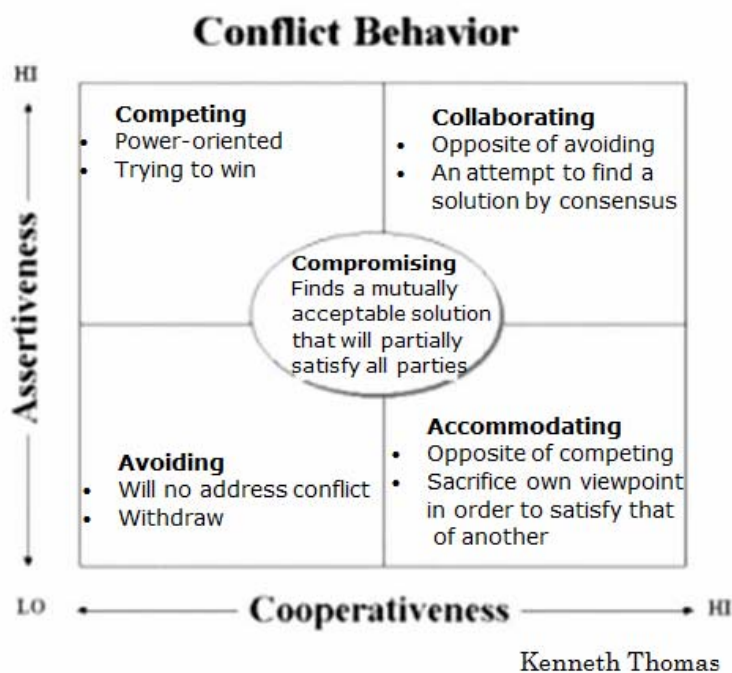 Conflict Behavior
HI
Competing
• Power-oriented
• Trying to win
Collaborating
• Opposite of avoiding
• An attempt to find a
solution by consensus
Compromising
Finds a mutually
acceptable solution
that will partially
satisfy all parties
Assertiveness
Avoiding
• Will no address conflict
• Withdraw
Accommodating
• Opposite of competing
• Sacrifice own viewpoint
in order to satisfy that
of another
LO
Cooperativeness
HI
Kenneth Thomas